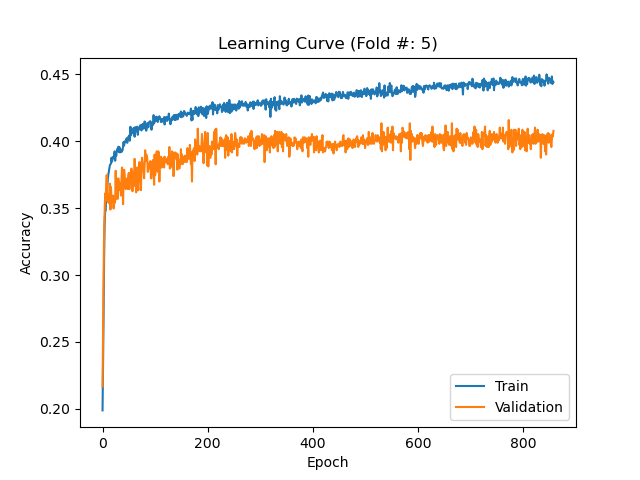 Learning Curve (Fold #: 5)
0.45
0.40
0.35
0.30
0.25
0.20
Accuracy
0 200 400 600 800
Epoch
Train
Validation